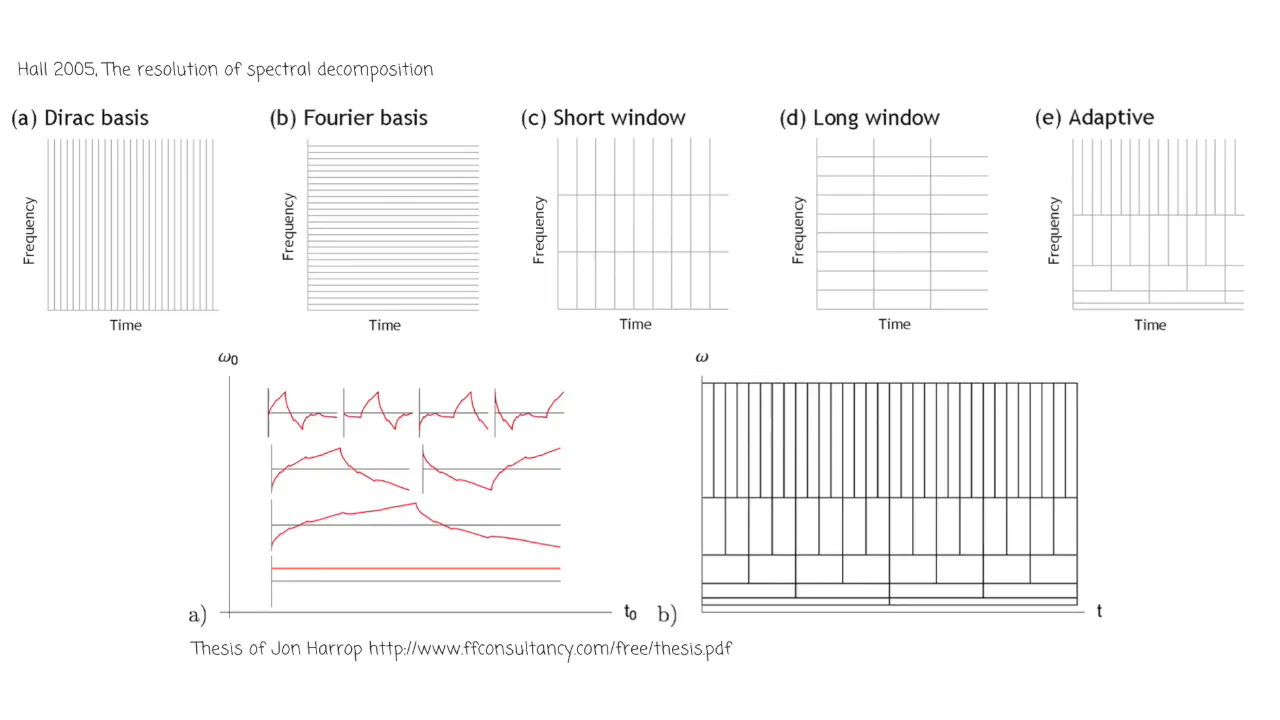 Hall 2005, The resolution of spectral decomposition
(a) Dirac basis
(b) Fourier basis
(c) Short window
(d) Long window
(e) Adaptive
Frequency
Frequency
Frequency
Frequency
Frequency
Time
Time
Time
Time
Time
ω₀
ω
a)
t₀
b)
t
Thesis of Jon Harrop http://www.ffconsultancy.com/free/thesis.pdf